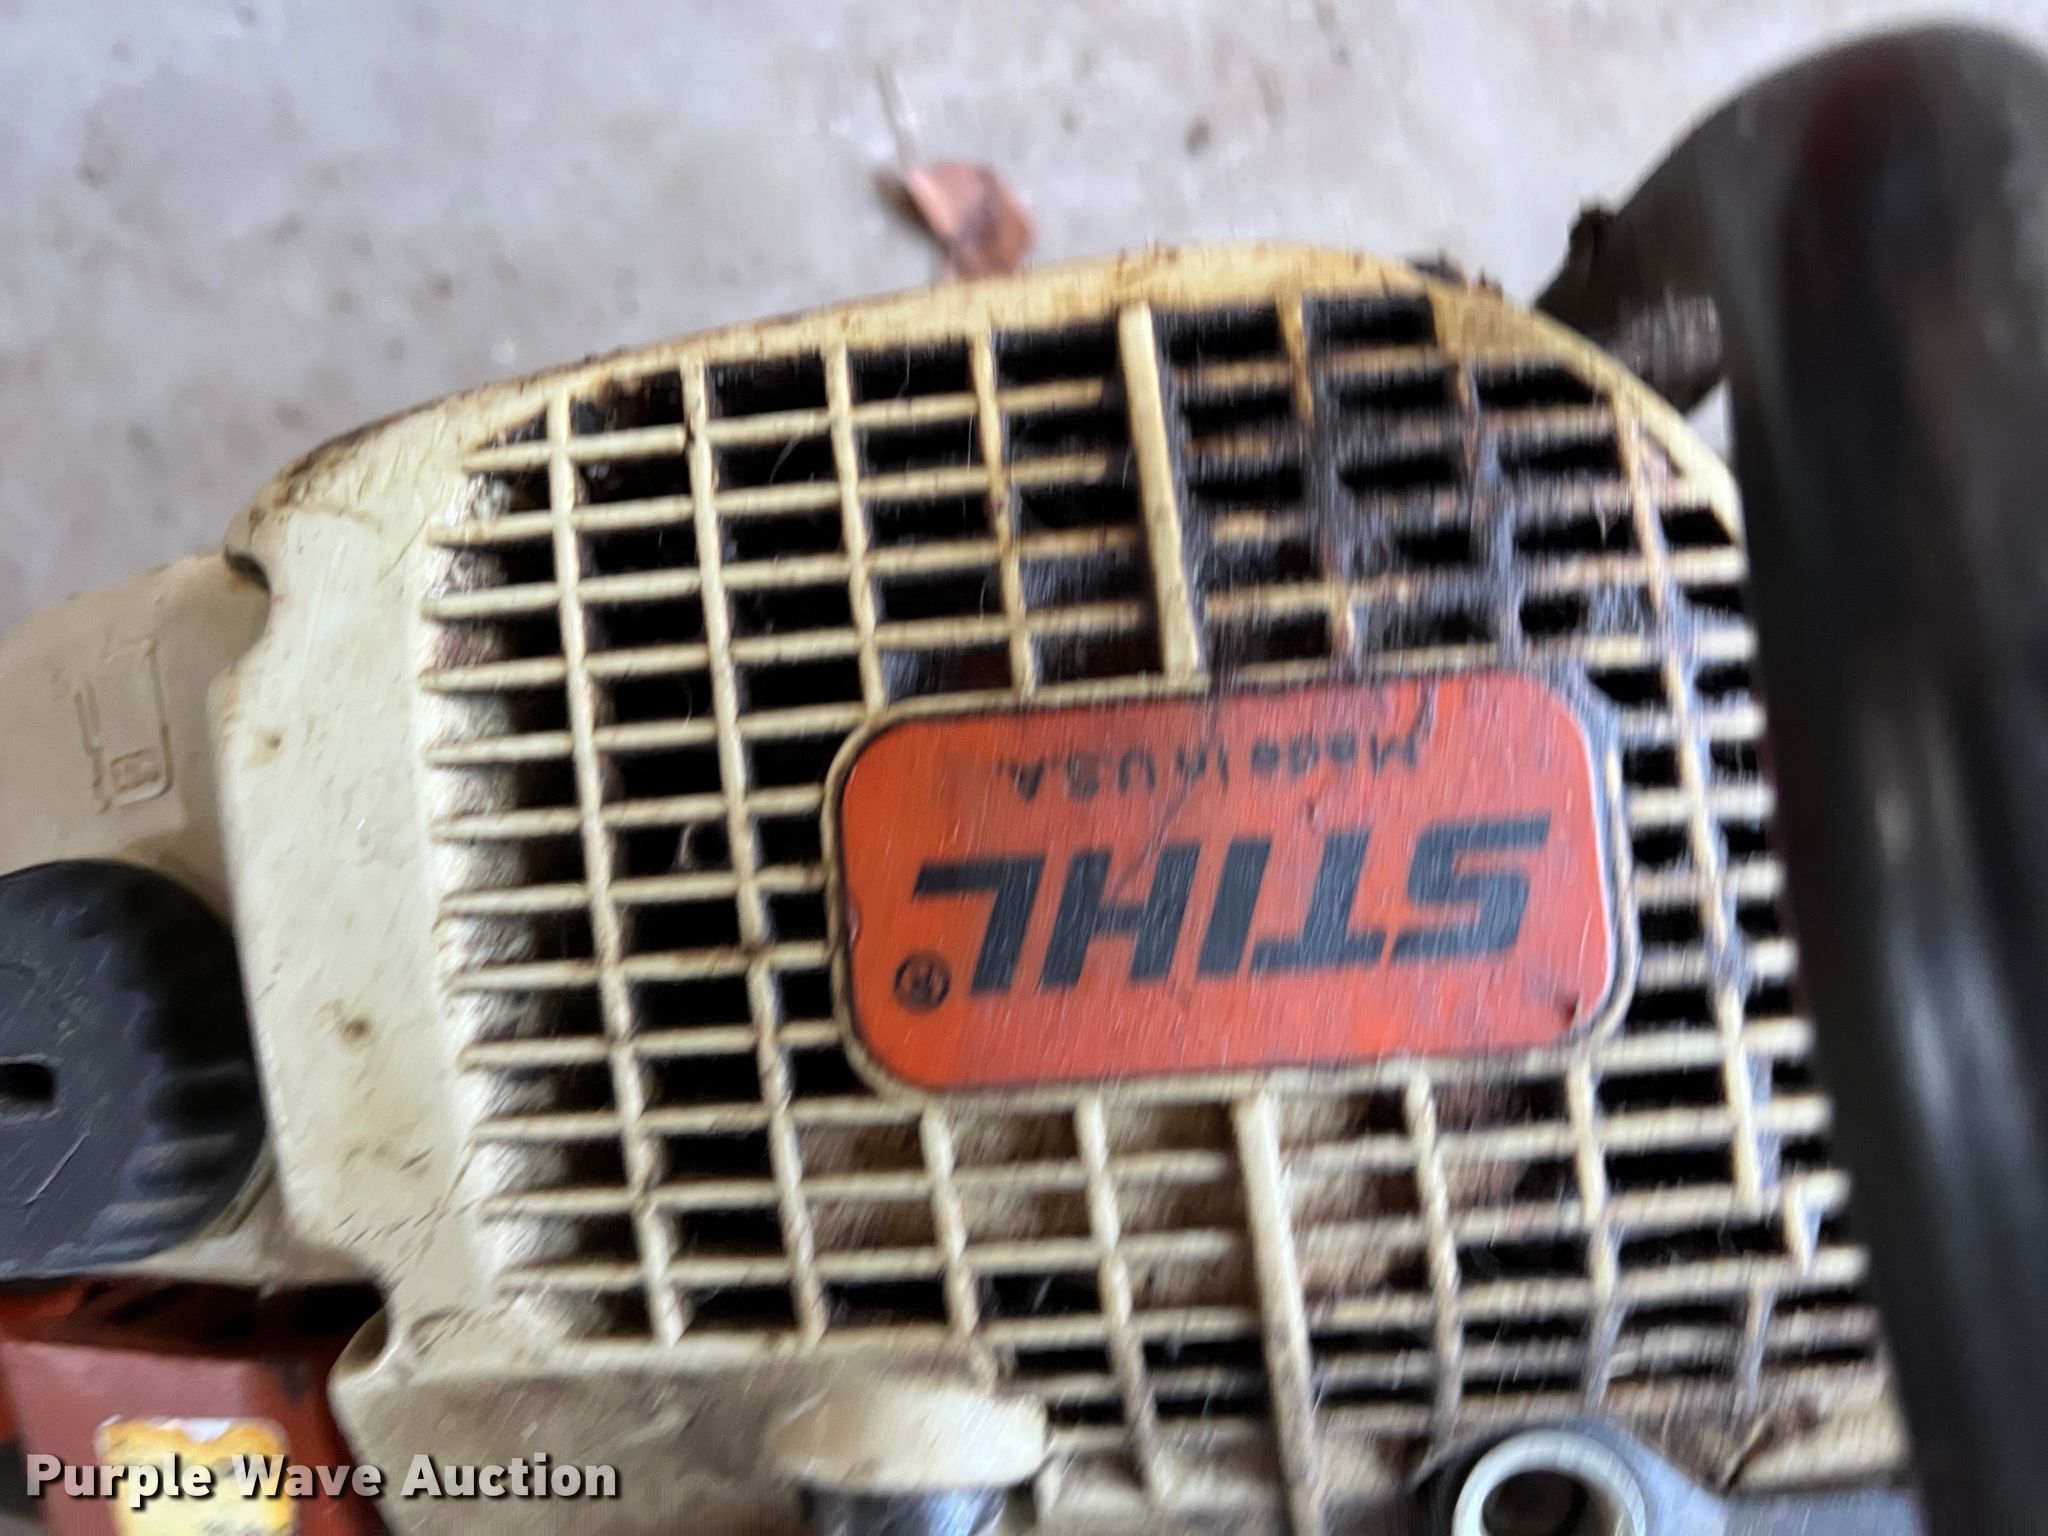 Made in U.S.A.
STIHL®
Purple Wave Auction